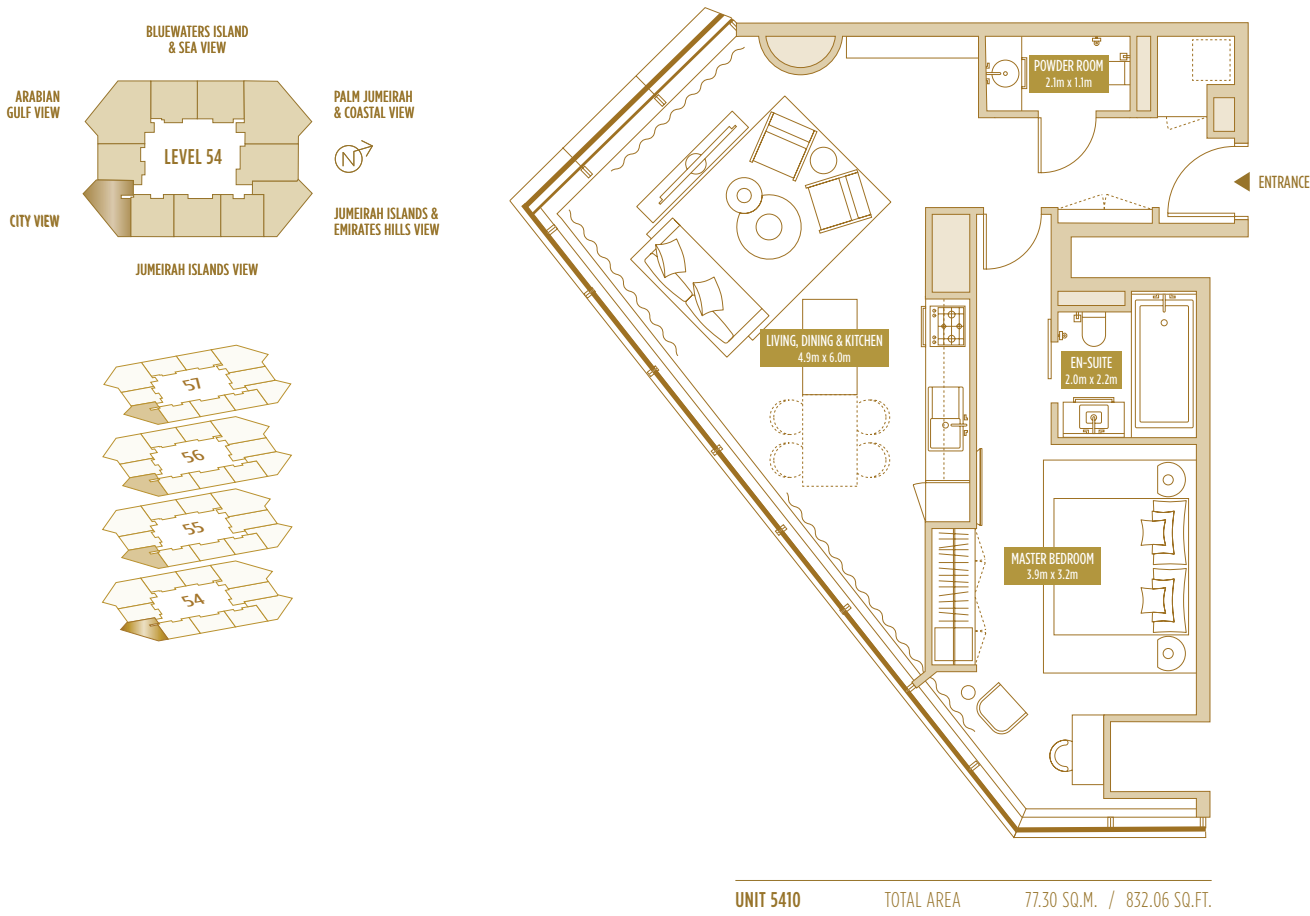 BLUEWATERS ISLAND
& SEA VIEW
ARABIAN
GULF VIEW
PALM JUMEIRAH
& COASTAL VIEW
LEVEL 54
N
CITY VIEW
JUMEIRAH ISLANDS &
EMIRATES HILLS VIEW
JUMEIRAH ISLANDS VIEW
57
56
55
54
POWDER ROOM
2.1m x 1.1m
ENTRANCE
LIVING, DINING & KITCHEN
4.9m x 6.0m
EN-SUITE
2.0m x 2.2m
MASTER BEDROOM
3.9m x 3.2m
UNIT 5410 TOTAL AREA 77.30 SQ.M. / 832.06 SQ.FT.